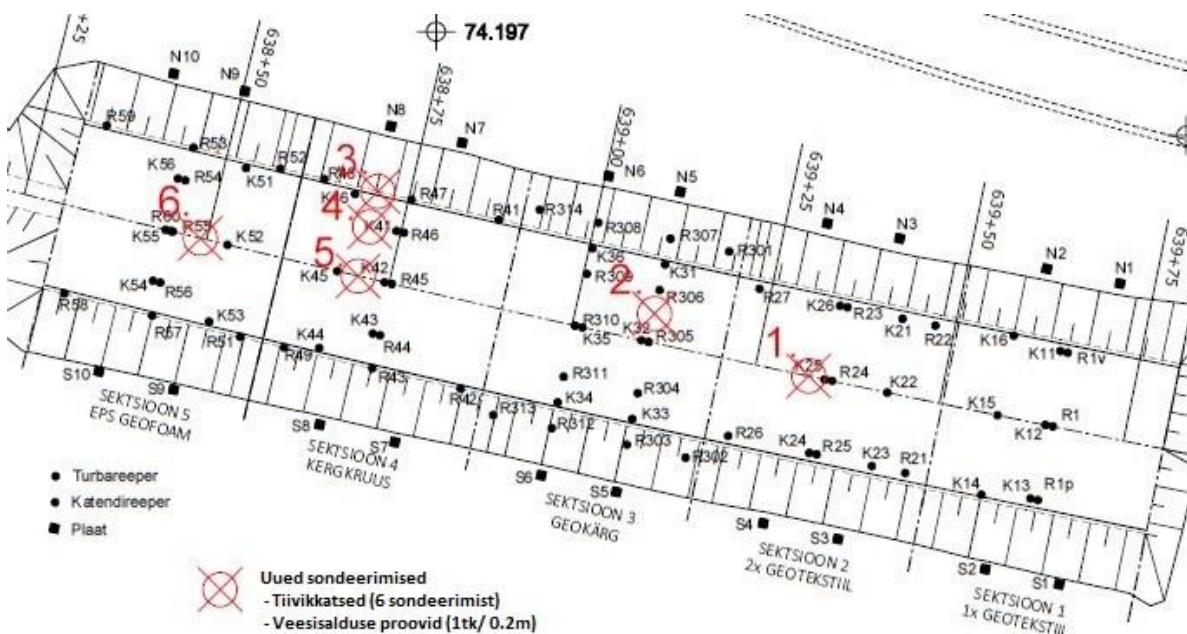 74.197
638+25
638+50
638+75
639+00
639+25
639+50
639+75
N10
N9
N8
N7
N6
N5
N4
N3
N2
N1
R59
R53
K56
R54
K51
R52
3.
R47
R41
R314
R308
R307
R301
6.
4.
K41
R46
K55
R55
K52
5.
K45
K42
R45
K36
R309
K31
2.
R306
R27
K26
R23
K21
R22
K16
K11
R1v
R310
K35
K32
R305
1.
K25
R24
K22
K15
K12
R1
K54
R56
R58
R57
K53
R51
K44
R49
K43
R44
R43
R42
R311
K34
R304
K33
R313
R312
R303
R302
R26
K24
R25
K23
R21
K14
K13
R1p
S10
S9
S8
S7
S6
S5
S4
S3
S2
S1
SEKTSIOON 5
EPS GEOFOAM
SEKTSIOON 4
KERGKRUUS
SEKTSIOON 3
GEOKÄRG
SEKTSIOON 2
2x GEOTEKSTIIL
SEKTSIOON 1
1x GEOTEKSTIIL
Turbareeper
Katendireeper
Plaat
Uued sondeerimised
- Tiivikkatsed (6 sondeerimist)
- Veesisalduse proovid (1tk/ 0.2m)